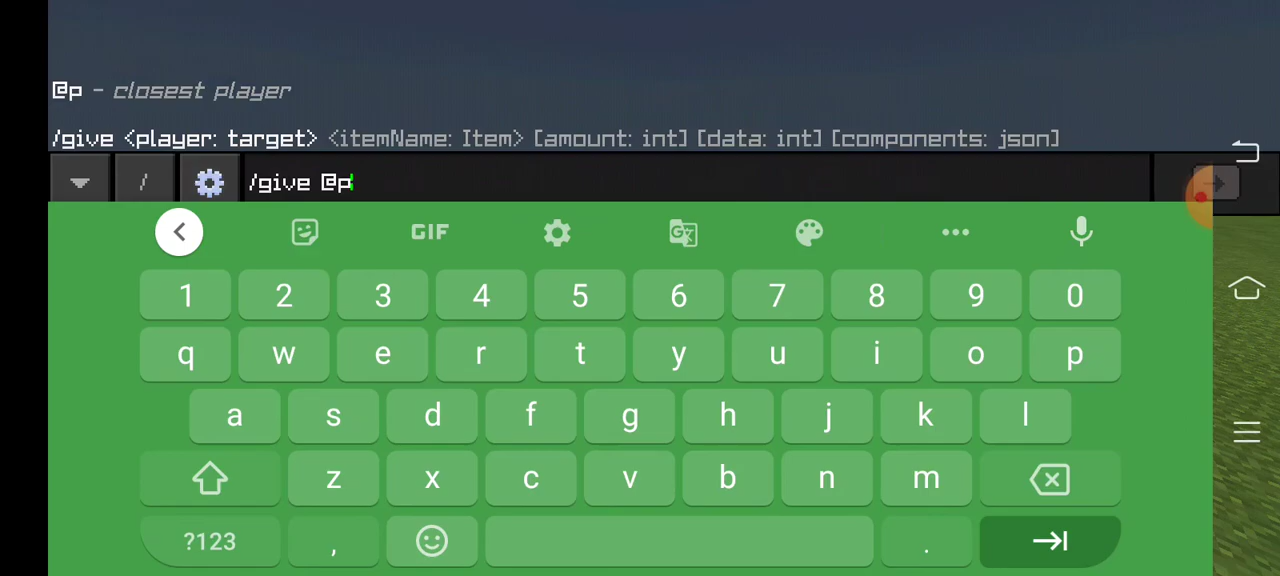 @p - closest player
/give <player: target> <itemName: Item> [amount: int] [data: int] [components: json]
/ /give @p
GIF
1 2 3 4 5 6 7 8 9 0
q w e r t y u i o p
a s d f g h j k l
z x c v b n m
?123 , .